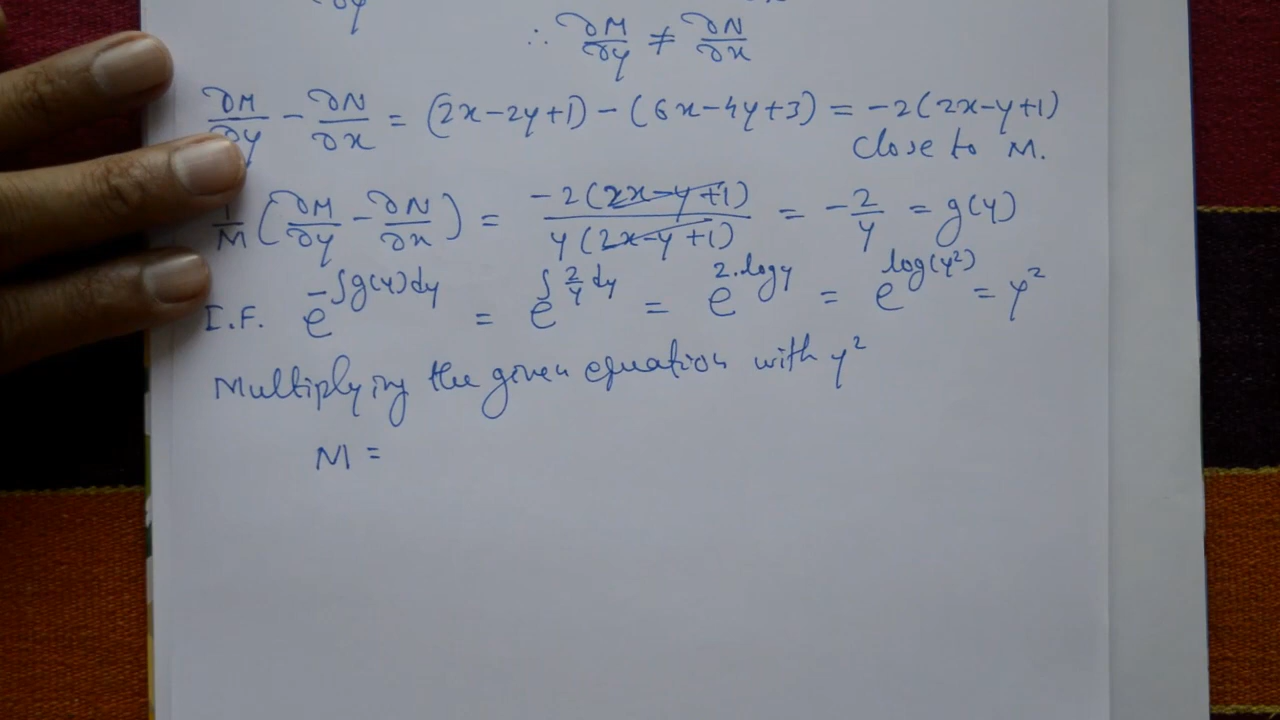 ∂y
∴ ∂M/∂y ≠ ∂N/∂x
∂M/∂y - ∂N/∂x = (2x-2y+1) - (6x-4y+3) = -2(2x-y+1)
close to M.
1/M (∂M/∂y - ∂N/∂x) = -2(2x-y+1)/y(2x-y+1) = -2/y = g(y)
I.F. e^(-∫g(y)dy) = e^(∫2/y dy) = e^(2.logy) = e^(log(y²)) = y²
Multiplying the given equation with y²
M =